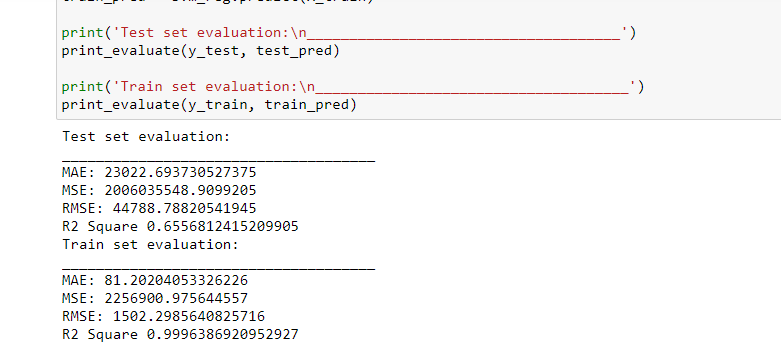 print('Test set evaluation:\n_____________________________________')
print_evaluate(y_test, test_pred)
print('Train set evaluation:\n_____________________________________')
print_evaluate(y_train, train_pred)
Test set evaluation:
_____________________________________
MAE: 23022.693730527375
MSE: 2006035548.9099205
RMSE: 44788.78820541945
R2 Square 0.6556812415209905
Train set evaluation:
_____________________________________
MAE: 81.20204053326226
MSE: 2256900.975644557
RMSE: 1502.2985640825716
R2 Square 0.9996386920952927